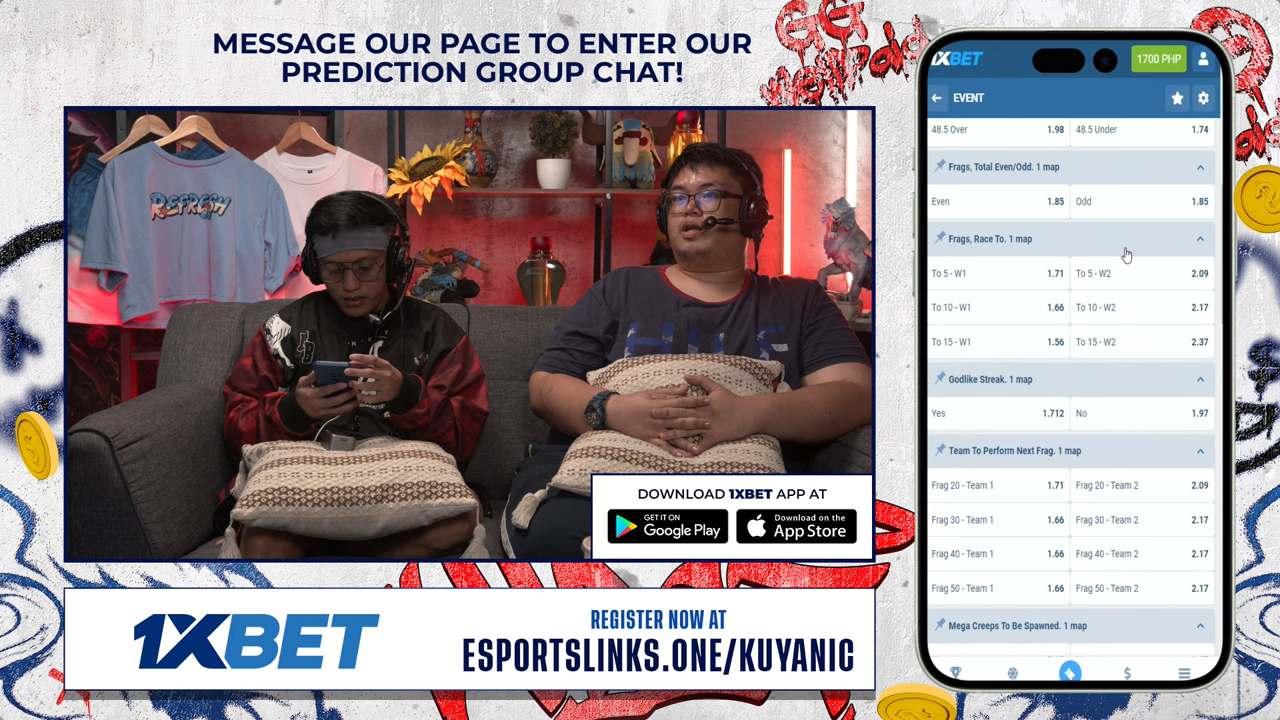 MESSAGE OUR PAGE TO ENTER OUR
PREDICTION GROUP CHAT!
REFRESH
DOWNLOAD 1XBET APP AT
GET IT ON
Google Play
Download on the
App Store
1XBET
REGISTER NOW AT
ESPORTSLINKS.ONE/KUYANIC
1XBET
1700 PHP
EVENT
48.5 Over 1.98 48.5 Under 1.74
Frags, Total Even/Odd. 1 map
Even 1.85 Odd 1.85
Frags, Race To. 1 map
To 5 - W1 1.71 To 5 - W2 2.09
To 10 - W1 1.66 To 10 - W2 2.17
To 15 - W1 1.56 To 15 - W2 2.37
Godlike Streak. 1 map
Yes 1.712 No 1.97
Team To Perform Next Frag. 1 map
Frag 20 - Team 1 1.71 Frag 20 - Team 2 2.09
Frag 30 - Team 1 1.66 Frag 30 - Team 2 2.17
Frag 40 - Team 1 1.66 Frag 40 - Team 2 2.17
Frag 50 - Team 1 1.66 Frag 50 - Team 2 2.17
Mega Creeps To Be Spawned. 1 map